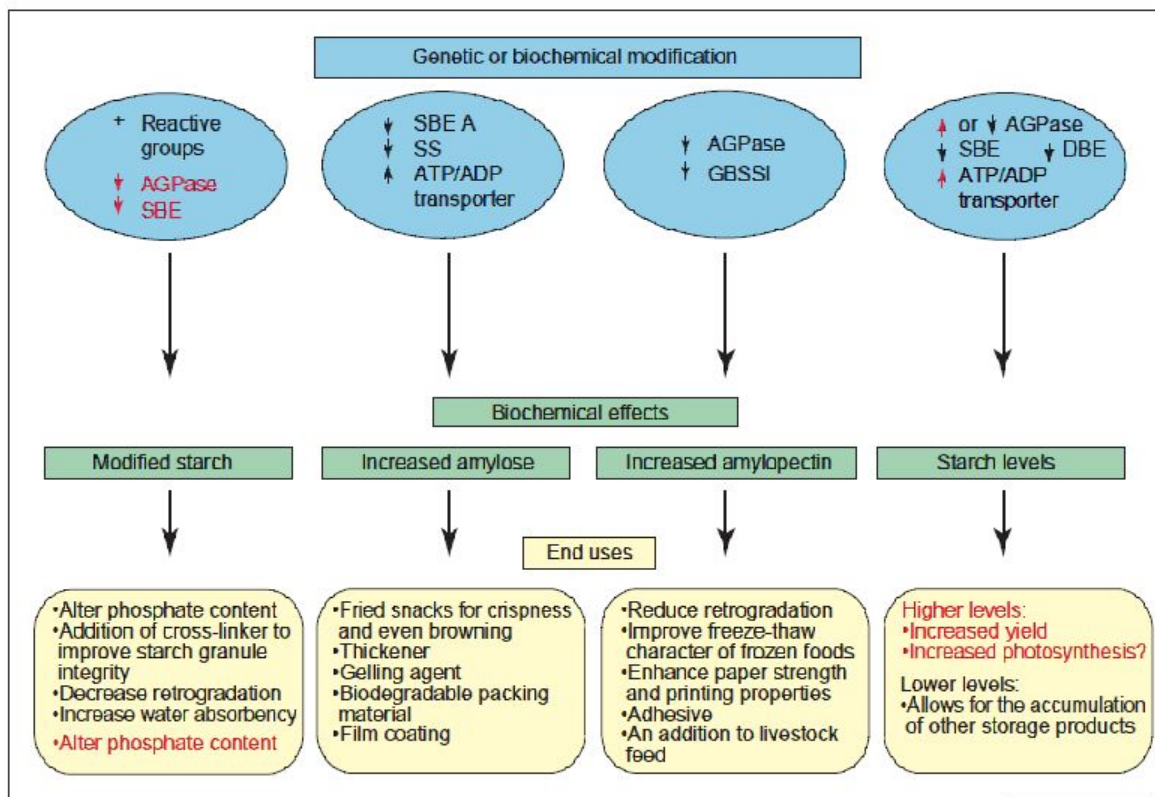 Genetic or biochemical modification
+ Reactive
groups
↓ AGPase
↓ SBE
↓ SBE A
↓ SS
↑ ATP/ADP
transporter
↓ AGPase
↓ GBSSI
↑ or ↓ AGPase
↓ SBE ↓ DBE
↑ ATP/ADP
transporter
Biochemical effects
Modified starch
Increased amylose
Increased amylopectin
Starch levels
End uses
•Alter phosphate content
•Addition of cross-linker to
improve starch granule
integrity
•Decrease retrogradation
•Increase water absorbency
•Alter phosphate content
•Fried snacks for crispness
and even browning
•Thickener
•Gelling agent
•Biodegradable packing
material
•Film coating
•Reduce retrogradation
•Improve freeze-thaw
character of frozen foods
•Enhance paper strength
and printing properties
•Adhesive
•An addition to livestock
feed
Higher levels:
•Increased yield
•Increased photosynthesis?
Lower levels:
•Allows for the accumulation
of other storage products